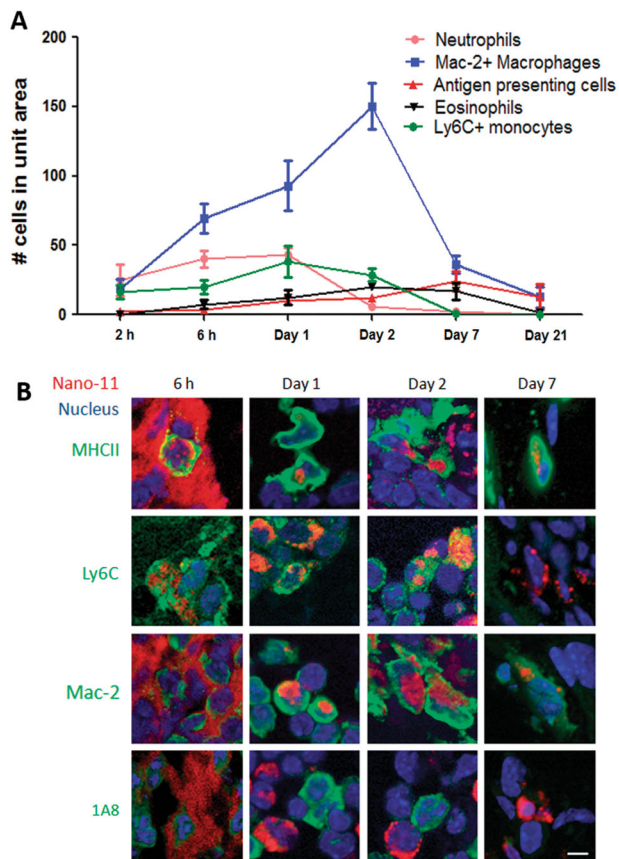 A
200
150
100
50
0
# cells in unit area
Neutrophils
Mac-2+ Macrophages
Antigen presenting cells
Eosinophils
Ly6C+ monocytes
2 h 6 h Day 1 Day 2 Day 7 Day 21
B
Nano-11 6 h Day 1 Day 2 Day 7
Nucleus
MHCII
Ly6C
Mac-2
1A8